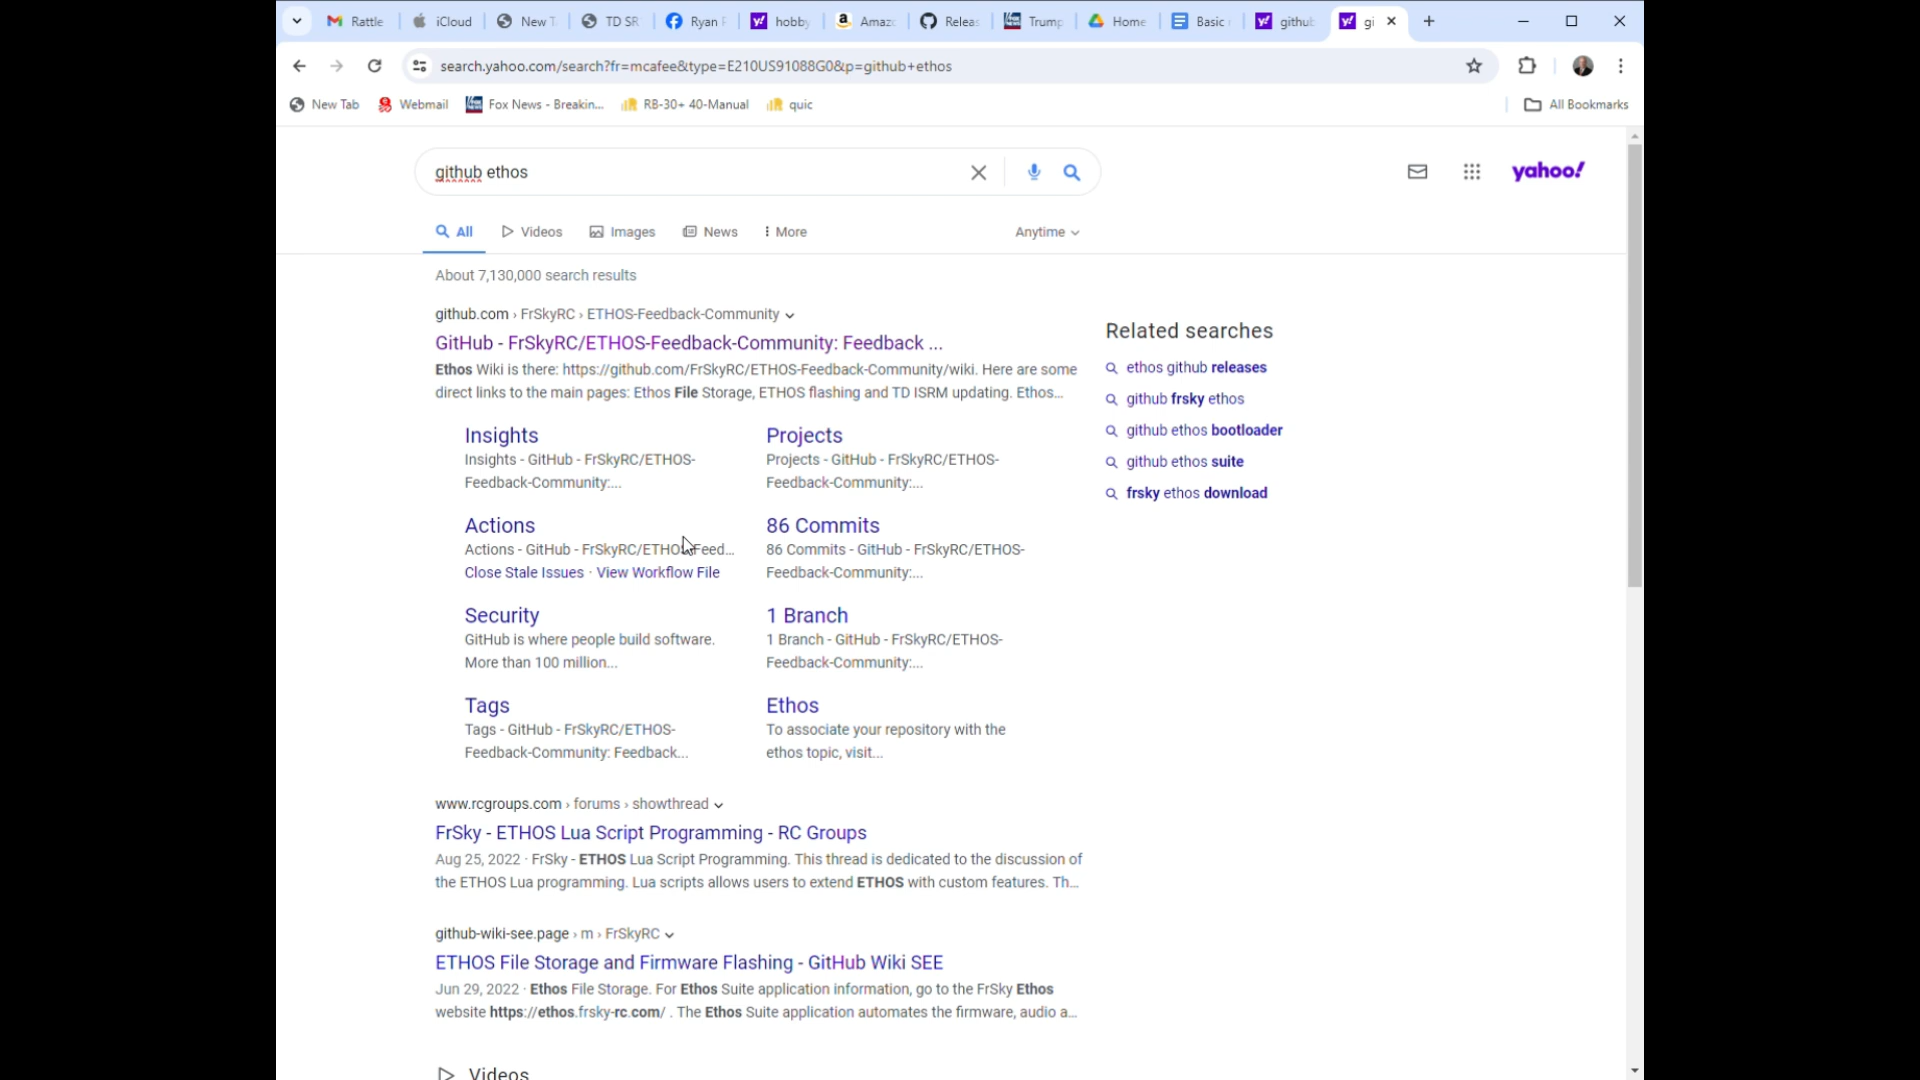 Rattle
iCloud
New T
TD SR
Ryan
hobby
Amaz
Relea
Trump
Home
Basic
github
gi
search.yahoo.com/search?fr=mcafee&type=E210US91088G0&p=github+ethos
New Tab
Webmail
Fox News - Breakin...
RB-30+ 40-Manual
quic
All Bookmarks
github ethos
yahoo!
All
Videos
Images
News
More
Anytime
About 7,130,000 search results
github.com › FrSkyRC › ETHOS-Feedback-Community
GitHub - FrSkyRC/ETHOS-Feedback-Community: Feedback ...
Ethos Wiki is there: https://github.com/FrSkyRC/ETHOS-Feedback-Community/wiki. Here are some
direct links to the main pages: Ethos File Storage, ETHOS flashing and TD ISRM updating. Ethos...
Insights
Insights - GitHub - FrSkyRC/ETHOS-
Feedback-Community:...
Projects
Projects - GitHub - FrSkyRC/ETHOS-
Feedback-Community:...
Actions
Actions - GitHub - FrSkyRC/ETHOS-Feed...
Close Stale Issues · View Workflow File
86 Commits
86 Commits - GitHub - FrSkyRC/ETHOS-
Feedback-Community:...
Security
GitHub is where people build software.
More than 100 million...
1 Branch
1 Branch - GitHub - FrSkyRC/ETHOS-
Feedback-Community:...
Tags
Tags - GitHub - FrSkyRC/ETHOS-
Feedback-Community: Feedback...
Ethos
To associate your repository with the
ethos topic, visit...
www.rcgroups.com › forums › showthread
FrSky - ETHOS Lua Script Programming - RC Groups
Aug 25, 2022 · FrSky - ETHOS Lua Script Programming. This thread is dedicated to the discussion of
the ETHOS Lua programming. Lua scripts allows users to extend ETHOS with custom features. Th...
github-wiki-see.page › m › FrSkyRC
ETHOS File Storage and Firmware Flashing - GitHub Wiki SEE
Jun 29, 2022 · Ethos File Storage. For Ethos Suite application information, go to the FrSky Ethos
website https://ethos.frsky-rc.com/ . The Ethos Suite application automates the firmware, audio a...
Videos
Related searches
ethos github releases
github frsky ethos
github ethos bootloader
github ethos suite
frsky ethos download